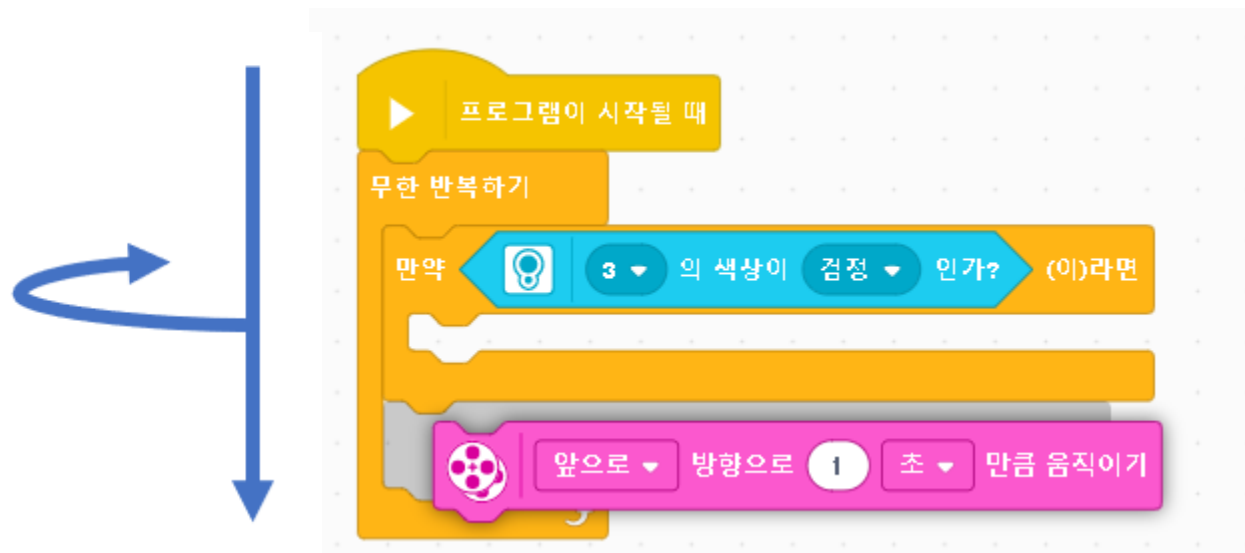 프로그램이 시작될 때
무한 반복하기
만약 3 의 색상이 검정 인가? (이)라면
앞으로 방향으로 1 초 만큼 움직이기